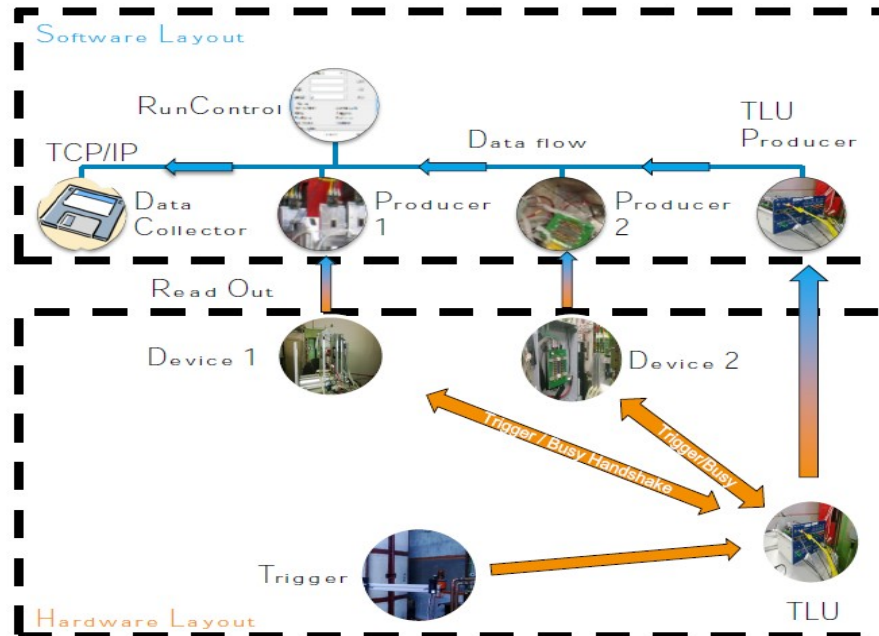 Software Layout
RunControl
TLU
Producer
TCP/IP
Data flow
Data
Collector
Producer
1
Producer
2
Read Out
Device 1
Device 2
Trigger / Busy Handshake
Trigger/Busy
Trigger
TLU
Hardware Layout